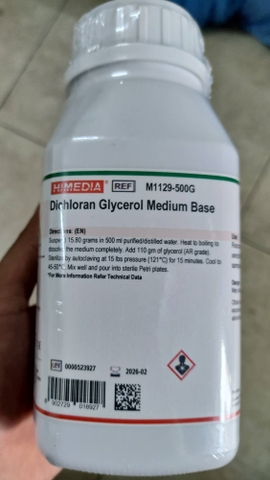 HIMEDIA® REF M1129-500G
Dichloran Glycerol Medium Base
Directions: (EN)
Suspend 15.80 grams in 500 ml purified/distilled water. Heat to boiling to
dissolve the medium completely. Add 110 gm of glycerol (AR grade).
Sterilize by autoclaving at 15 lbs pressure (121°C) for 15 minutes. Cool to
45-50°C. Mix well and pour into sterile Petri plates.
*For More Information Refer Technical Data
LOT 0000523927
2026-02